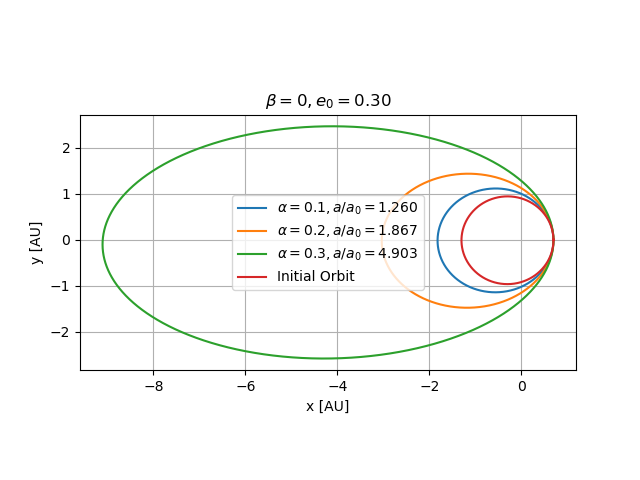 β = 0, e₀ = 0.30
y [AU]
2
1
0
−1
−2
α = 0.1, a/a₀ = 1.260
α = 0.2, a/a₀ = 1.867
α = 0.3, a/a₀ = 4.903
Initial Orbit
−8 −6 −4 −2 0
x [AU]